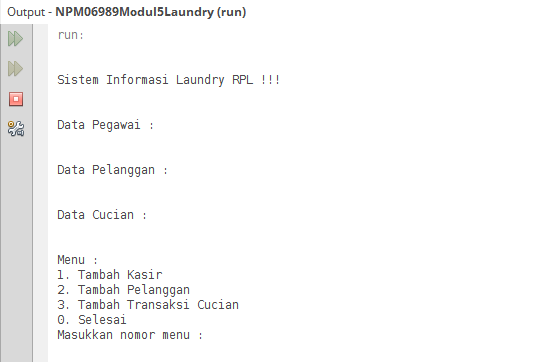 Output - NPM06989Modul5Laundry (run)
run:
Sistem Informasi Laundry RPL !!!
Data Pegawai :
Data Pelanggan :
Data Cucian :
Menu :
1. Tambah Kasir
2. Tambah Pelanggan
3. Tambah Transaksi Cucian
0. Selesai
Masukkan nomor menu :